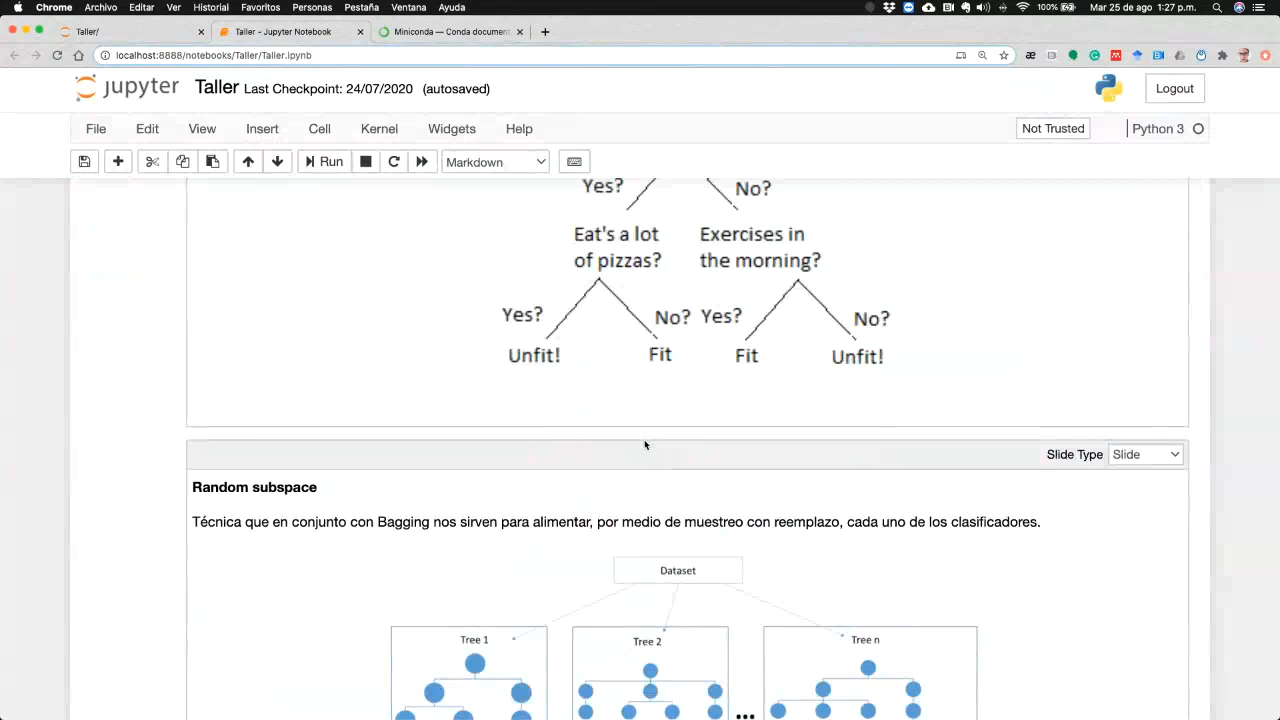 Chrome Archivo Editar Ver Historial Favoritos Personas Pestaña Ventana Ayuda 100% Mar 25 de ago 1:27 p.m.
Taller/ Taller - Jupyter Notebook Miniconda — Conda document
localhost:8888/notebooks/Taller/Taller.ipynb
jupyter Taller Last Checkpoint: 24/07/2020 (autosaved) Logout
File Edit View Insert Cell Kernel Widgets Help Not Trusted Python 3
Run Markdown
Yes? No?
Eat's a lot Exercises in
of pizzas? the morning?
Yes? No? Yes? No?
Unfit! Fit Fit Unfit!
Slide Type Slide
Random subspace
Técnica que en conjunto con Bagging nos sirven para alimentar, por medio de muestreo con reemplazo, cada uno de los clasificadores.
Dataset
Tree 1 Tree 2 Tree n
...